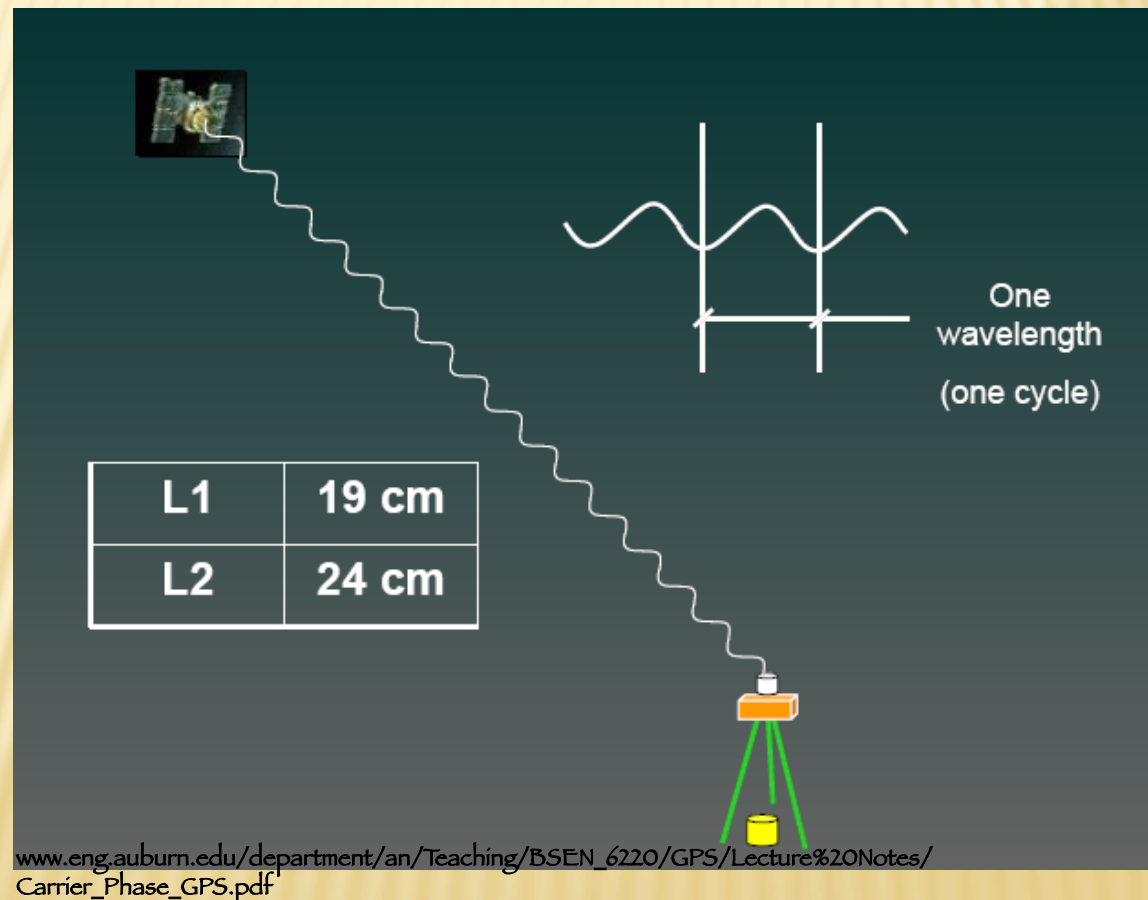 One
wavelength
(one cycle)
L1 19 cm
L2 24 cm
www.eng.auburn.edu/department/an/Teaching/BSEN_6220/GPS/Lecture%20Notes/
Carrier_Phase_GPS.pdf